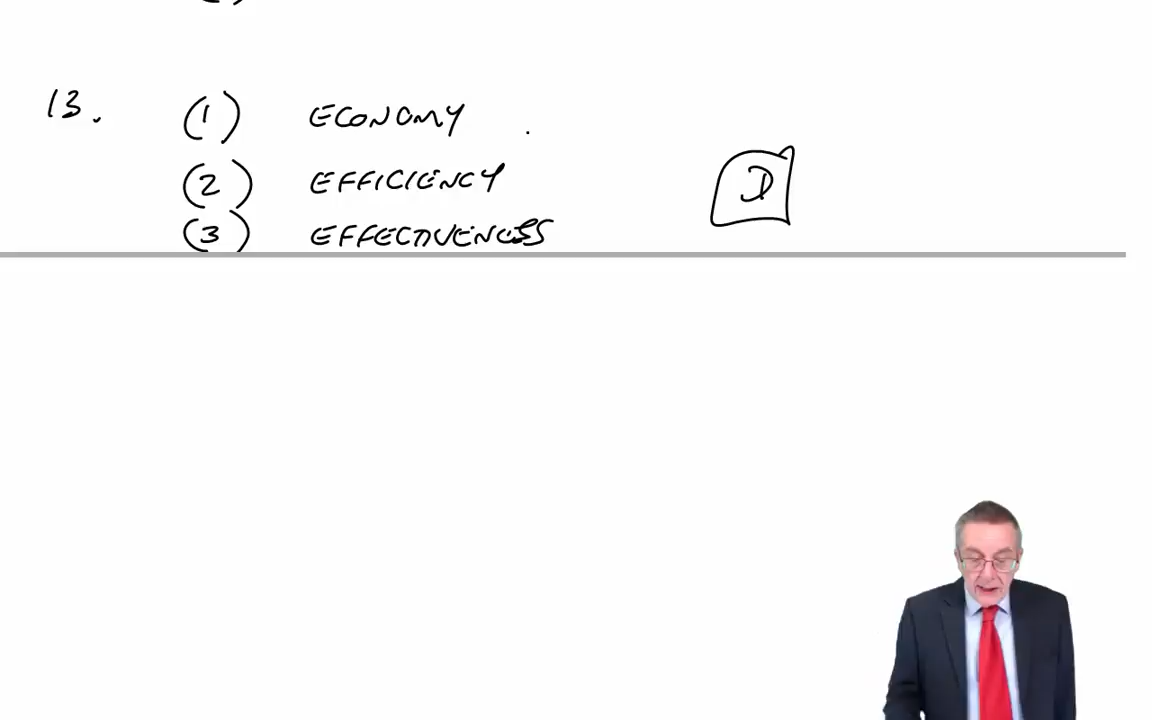 13. (1) ECONOMY
(2) EFFICIENCY
D
(3) EFFECTIVENESS